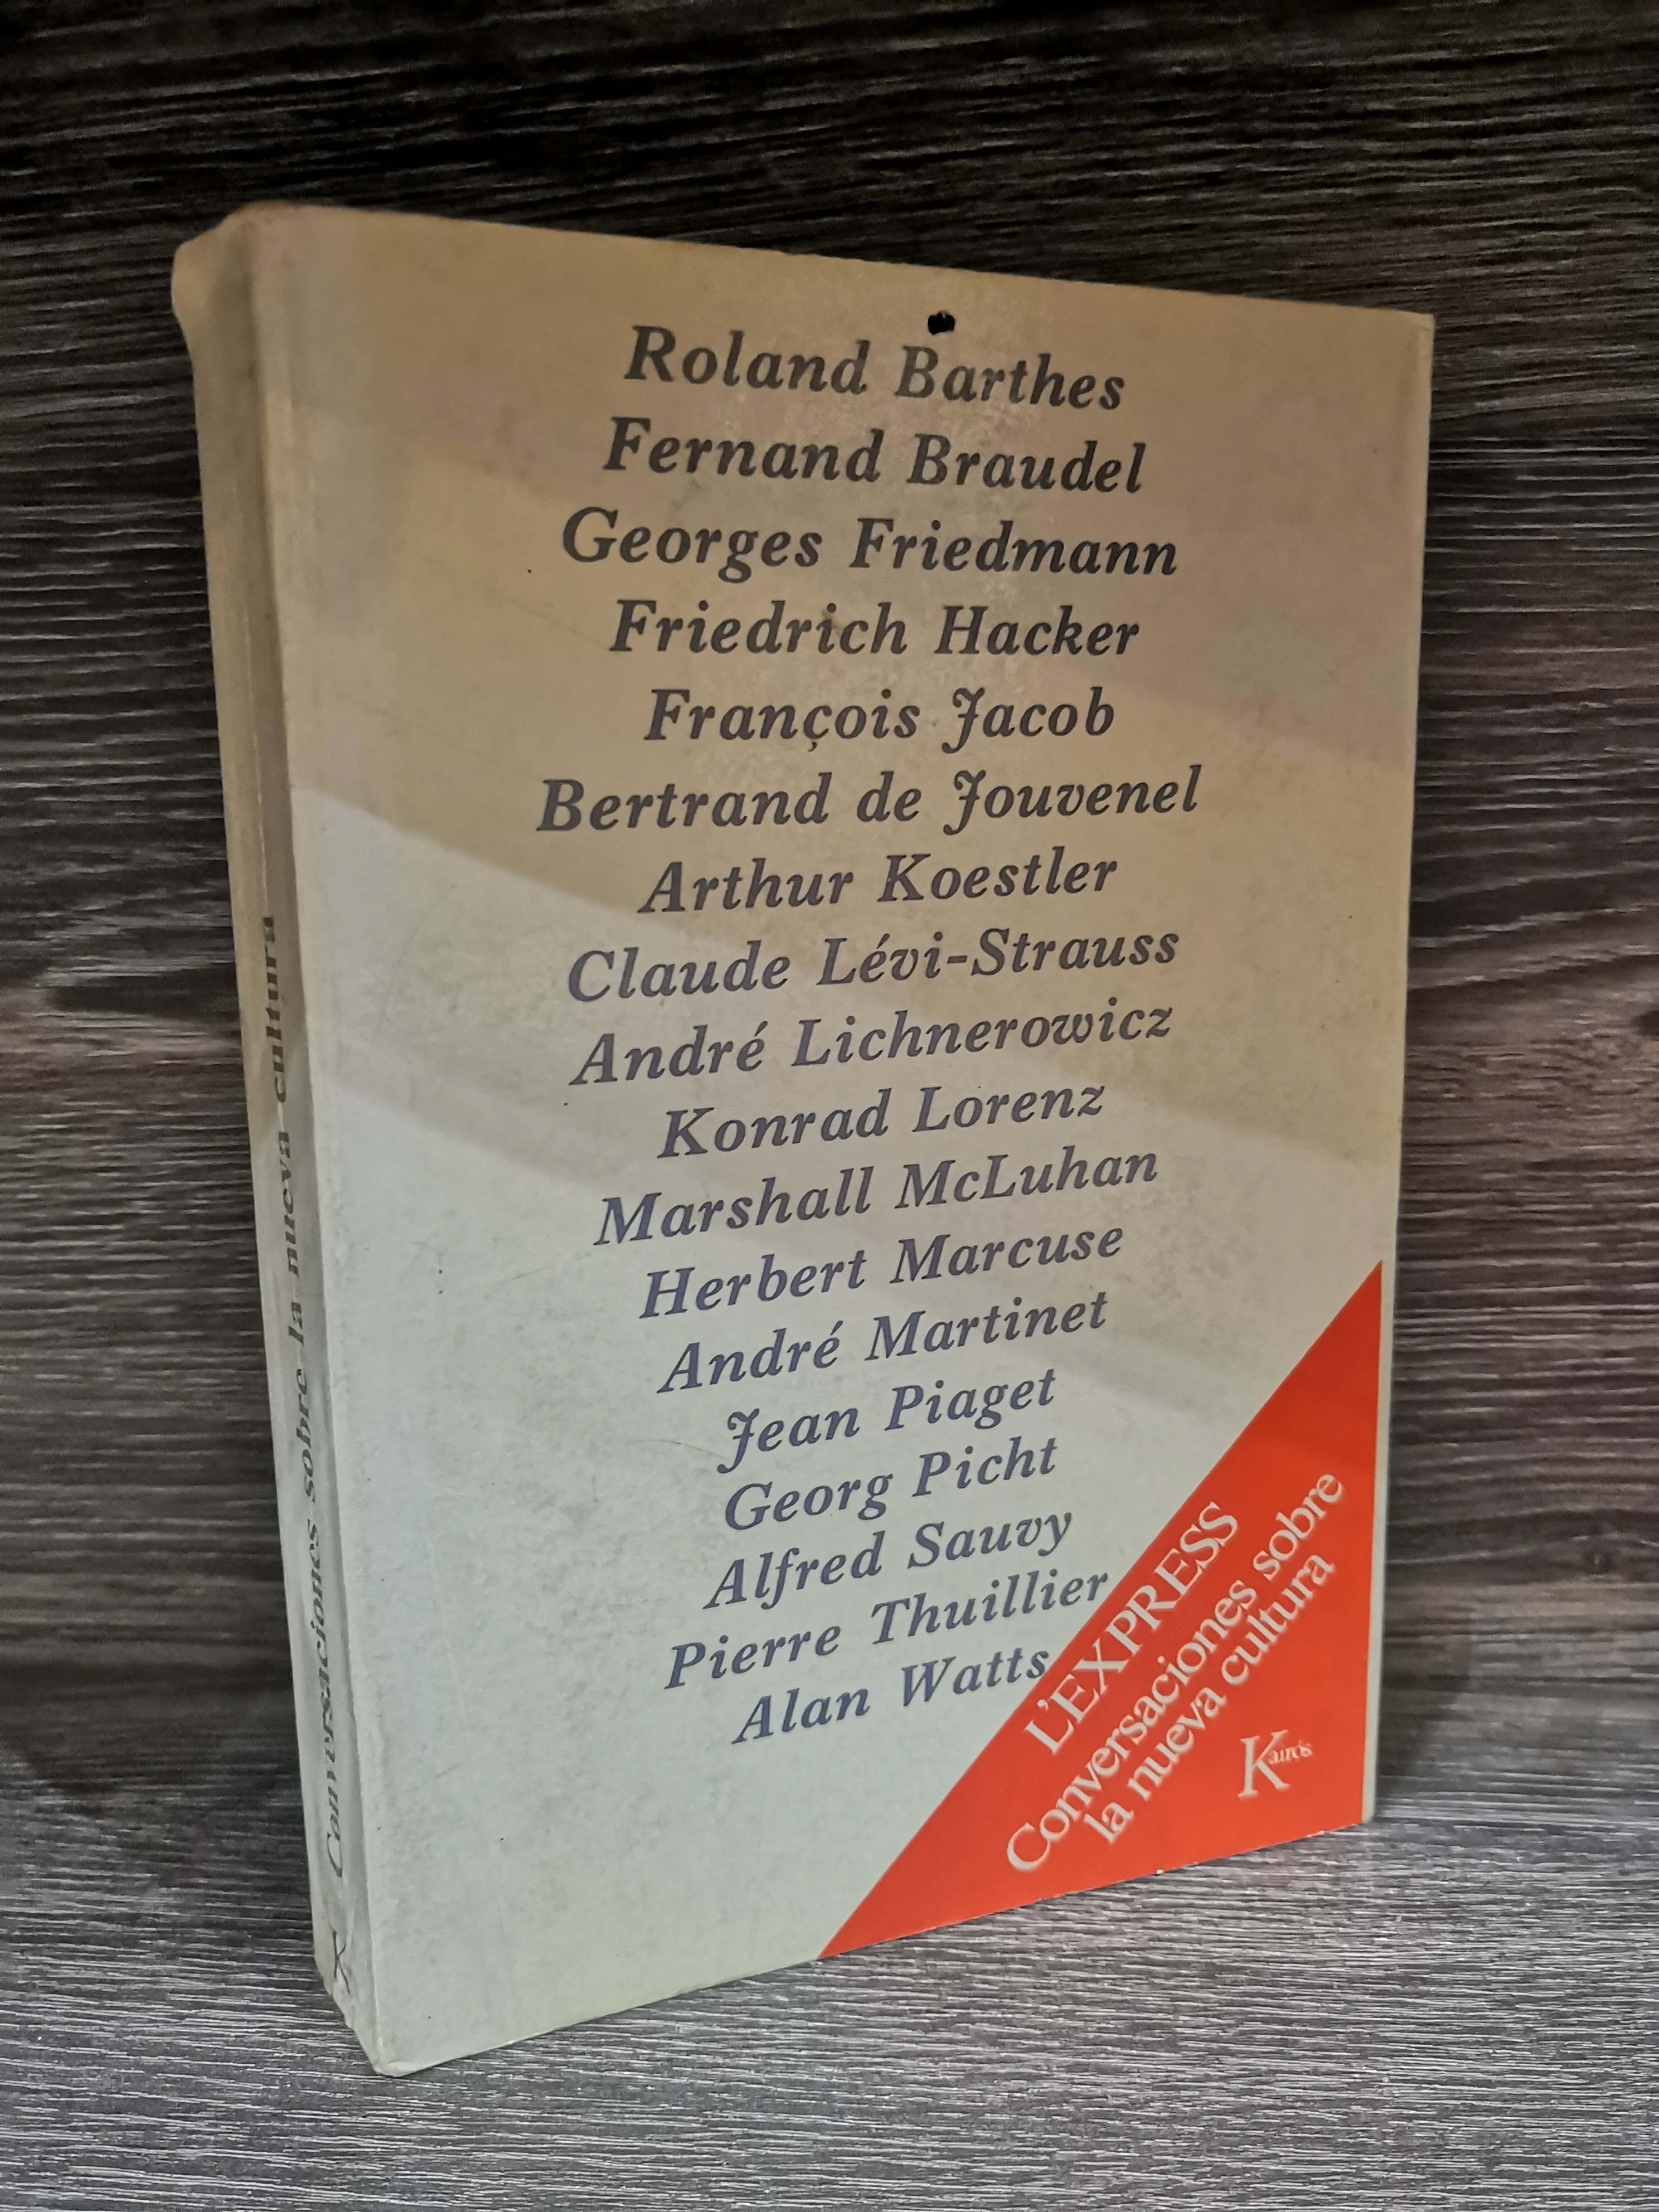 Roland Barthes
Fernand Braudel
Georges Friedmann
Friedrich Hacker
François Jacob
Bertrand de Jouvenel
Arthur Koestler
Claude Lévi-Strauss
André Lichnerowicz
Konrad Lorenz
Marshall McLuhan
Herbert Marcuse
André Martinet
Jean Piaget
Georg Picht
Alfred Sauvy
Pierre Thuillier
Alan Watts
L'EXPRESS
Conversaciones sobre
la nueva cultura
Kairós
Conversaciones sobre la nueva cultura
K